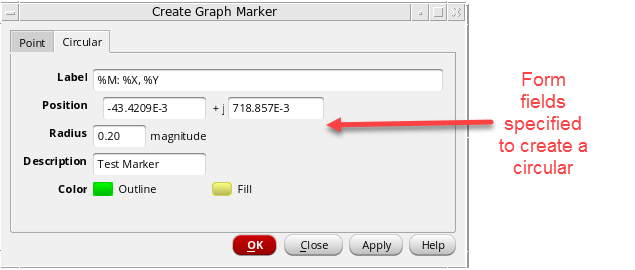 Create Graph Marker
Point Circular
Label %M: %X, %Y
Position -43.4209E-3 + j 718.857E-3
Radius 0.20 magnitude
Description Test Marker
Color Outline Fill
OK Close Apply Help
Form
fields
specified
to create a
circular